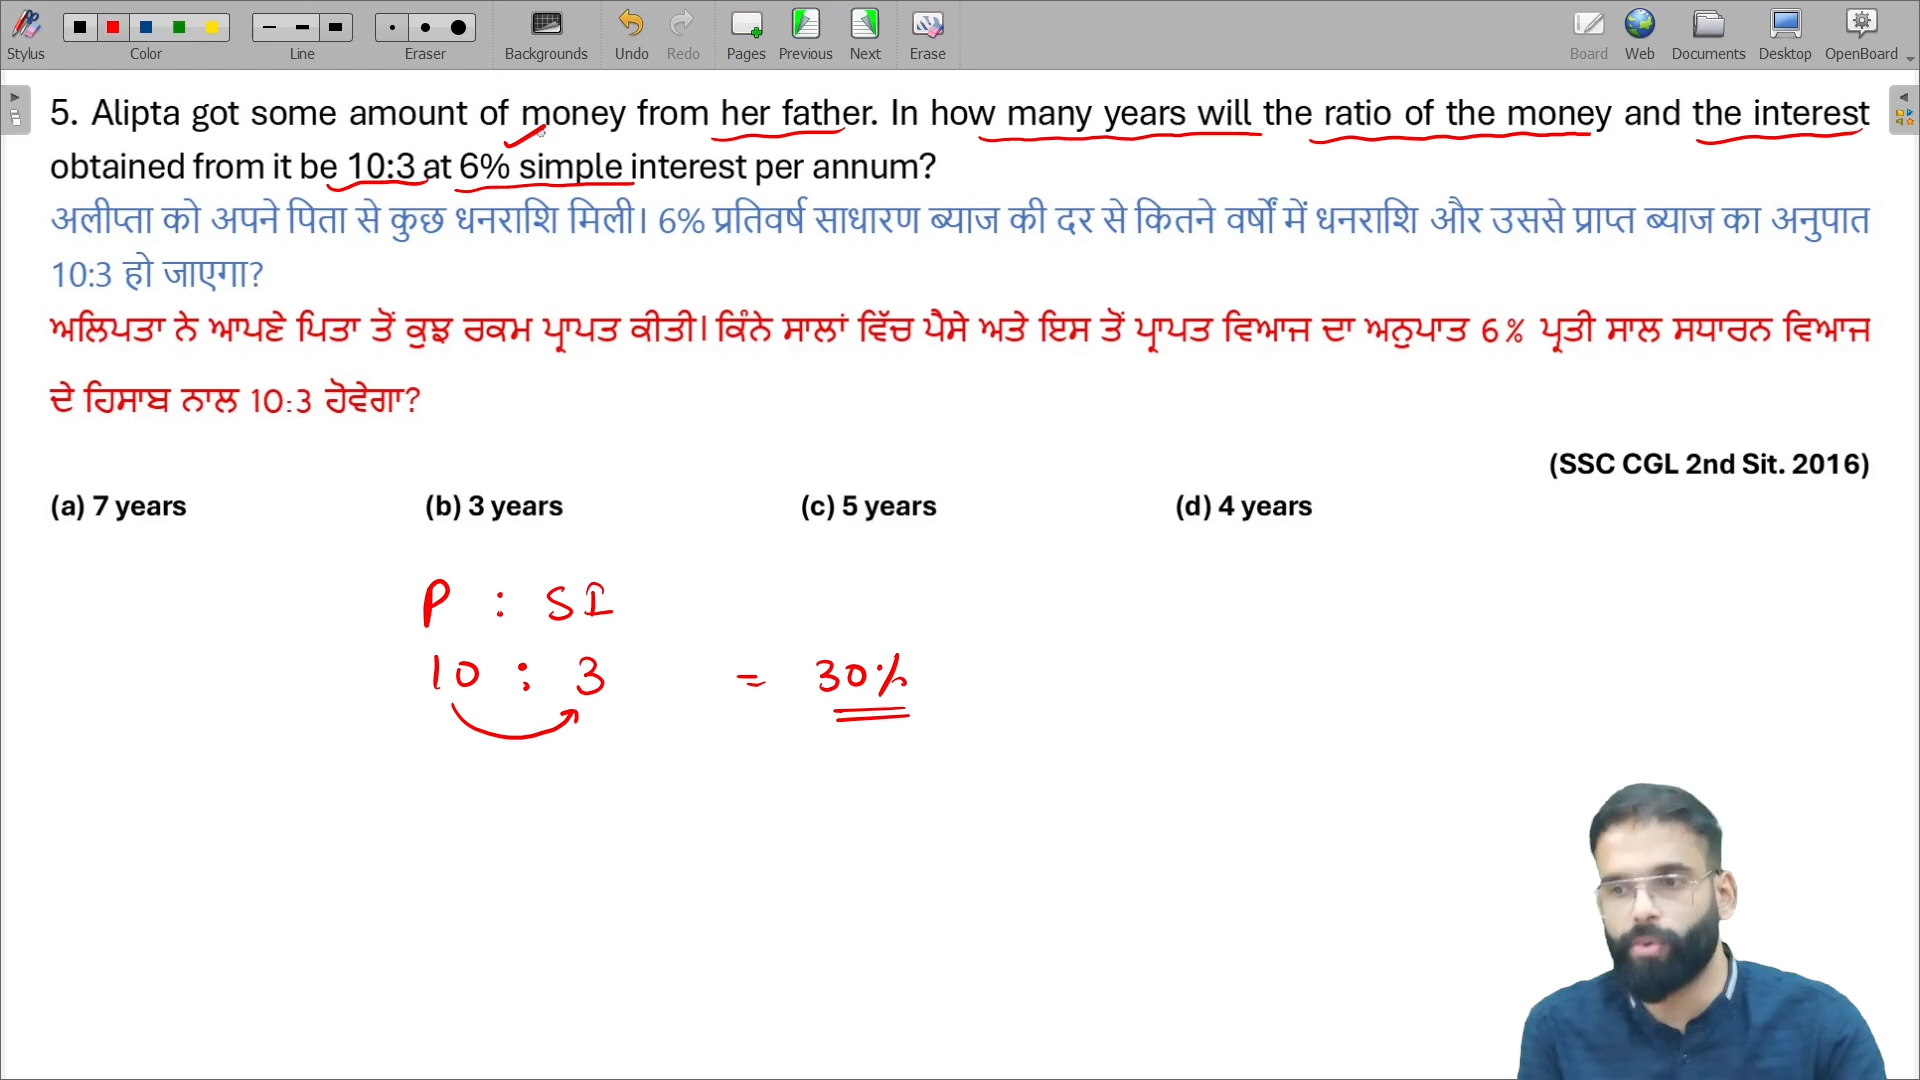 Stylus Color Line Eraser Backgrounds Undo Redo Pages Previous Next Erase Board Web Documents Desktop OpenBoard
5. Alipta got some amount of money from her father. In how many years will the ratio of the money and the interest
obtained from it be 10:3 at 6% simple interest per annum?
अलीप्ता को अपने पिता से कुछ धनराशि मिली। 6% प्रतिवर्ष साधारण ब्याज की दर से कितने वर्षों में धनराशि और उससे प्राप्त ब्याज का अनुपात
10:3 हो जाएगा?
ਅਲਿਪਤਾ ਨੇ ਆਪਣੇ ਪਿਤਾ ਤੋਂ ਕੁਝ ਰਕਮ ਪ੍ਰਾਪਤ ਕੀਤੀ। ਕਿੰਨੇ ਸਾਲਾਂ ਵਿੱਚ ਪੈਸੇ ਅਤੇ ਇਸ ਤੋਂ ਪ੍ਰਾਪਤ ਵਿਆਜ ਦਾ ਅਨੁਪਾਤ 6% ਪ੍ਰਤੀ ਸਾਲ ਸਧਾਰਨ ਵਿਆਜ
ਦੇ ਹਿਸਾਬ ਨਾਲ 10:3 ਹੋਵੇਗਾ?
(SSC CGL 2nd Sit. 2016)
(a) 7 years (b) 3 years (c) 5 years (d) 4 years
P : SI
10 : 3 = 30%